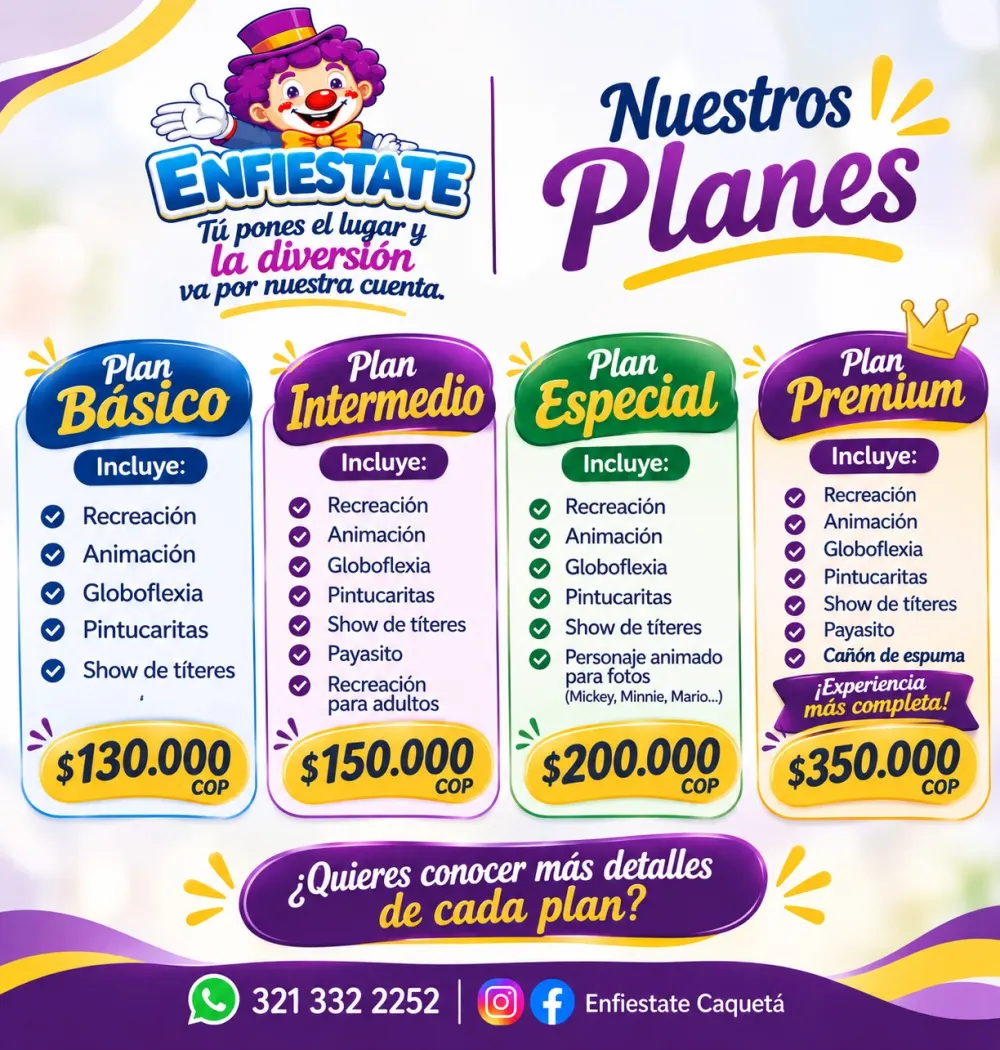 ENFIESTATE
Tú pones el lugar y
la diversión
va por nuestra cuenta.
Nuestros
Planes
Plan
Básico
Incluye:
Recreación
Animación
Globoflexia
Pintucaritas
Show de títeres
$130.000
COP
Plan
Intermedio
Incluye:
Recreación
Animación
Globoflexia
Pintucaritas
Show de títeres
Payasito
Recreación
para adultos
$150.000
COP
Plan
Especial
Incluye:
Recreación
Animación
Globoflexia
Pintucaritas
Show de títeres
Personaje animado
para fotos
(Mickey, Minnie, Mario...)
$200.000
COP
Plan
Premium
Incluye:
Recreación
Animación
Globoflexia
Pintucaritas
Show de títeres
Payasito
Cañón de espuma
¡Experiencia
más completa!
$350.000
COP
¿Quieres conocer más detalles
de cada plan?
321 332 2252
Enfiestate Caquetá